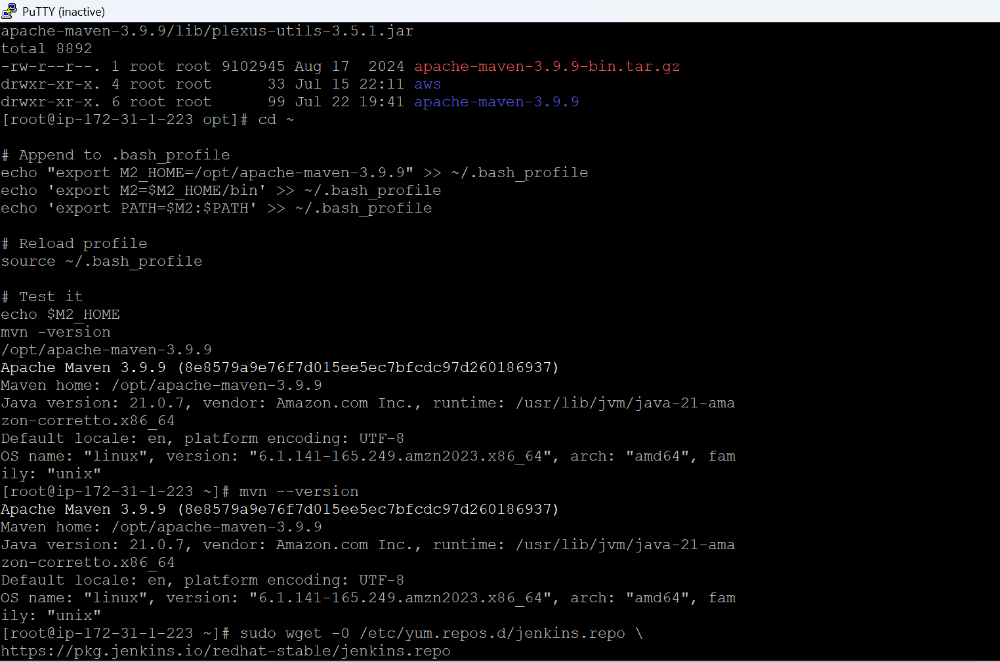 PuTTY (inactive)
apache-maven-3.9.9/lib/plexus-utils-3.5.1.jar
total 8892
-rw-r--r--. 1 root root 9102945 Aug 17  2024 apache-maven-3.9.9-bin.tar.gz
drwxr-xr-x. 4 root root      33 Jul 15 22:11 aws
drwxr-xr-x. 6 root root      99 Jul 22 19:41 apache-maven-3.9.9
[root@ip-172-31-1-223 opt]# cd ~
# Append to .bash_profile
echo "export M2_HOME=/opt/apache-maven-3.9.9" >> ~/.bash_profile
echo 'export M2=$M2_HOME/bin' >> ~/.bash_profile
echo 'export PATH=$M2:$PATH' >> ~/.bash_profile
# Reload profile
source ~/.bash_profile
# Test it
echo $M2_HOME
mvn -version
/opt/apache-maven-3.9.9
Apache Maven 3.9.9 (8e8579a9e76f7d015ee5ec7bfcdc97d260186937)
Maven home: /opt/apache-maven-3.9.9
Java version: 21.0.7, vendor: Amazon.com Inc., runtime: /usr/lib/jvm/java-21-ama
zon-corretto.x86_64
Default locale: en, platform encoding: UTF-8
OS name: "linux", version: "6.1.141-165.249.amzn2023.x86_64", arch: "amd64", fam
ily: "unix"
[root@ip-172-31-1-223 ~]# mvn --version
Apache Maven 3.9.9 (8e8579a9e76f7d015ee5ec7bfcdc97d260186937)
Maven home: /opt/apache-maven-3.9.9
Java version: 21.0.7, vendor: Amazon.com Inc., runtime: /usr/lib/jvm/java-21-ama
zon-corretto.x86_64
Default locale: en, platform encoding: UTF-8
OS name: "linux", version: "6.1.141-165.249.amzn2023.x86_64", arch: "amd64", fam
ily: "unix"
[root@ip-172-31-1-223 ~]# sudo wget -O /etc/yum.repos.d/jenkins.repo \
https://pkg.jenkins.io/redhat-stable/jenkins.repo